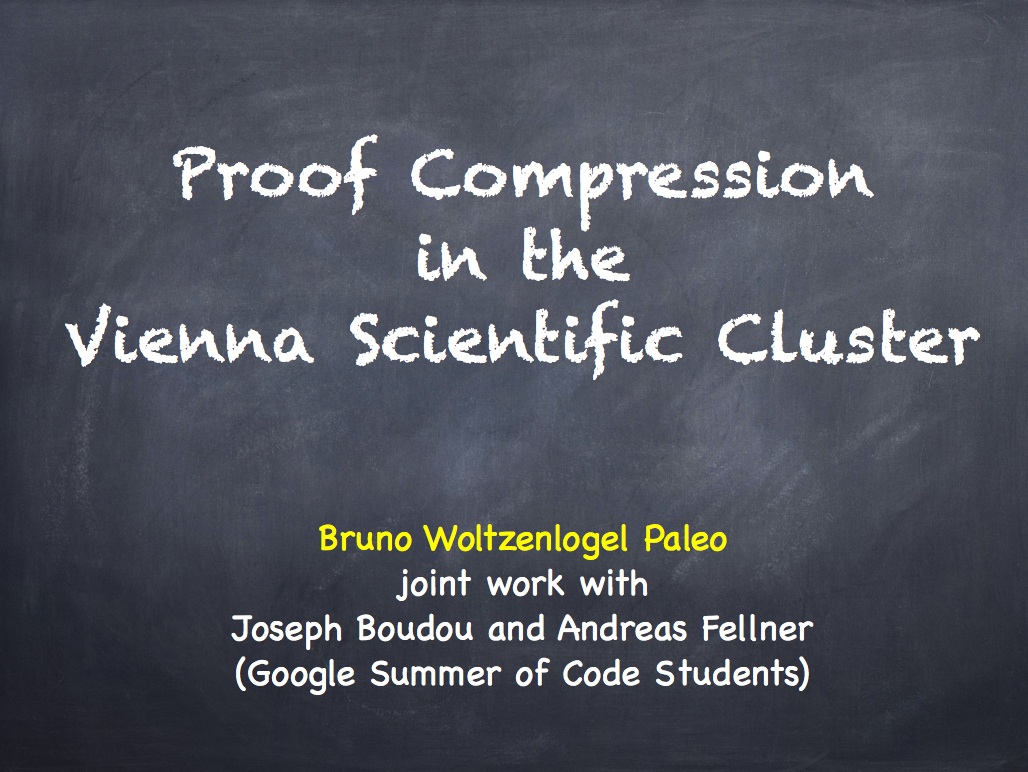 Proof Compression
in the
Vienna Scientific Cluster
Bruno Woltzenlogel Paleo
joint work with
Joseph Boudou and Andreas Fellner
(Google Summer of Code Students)